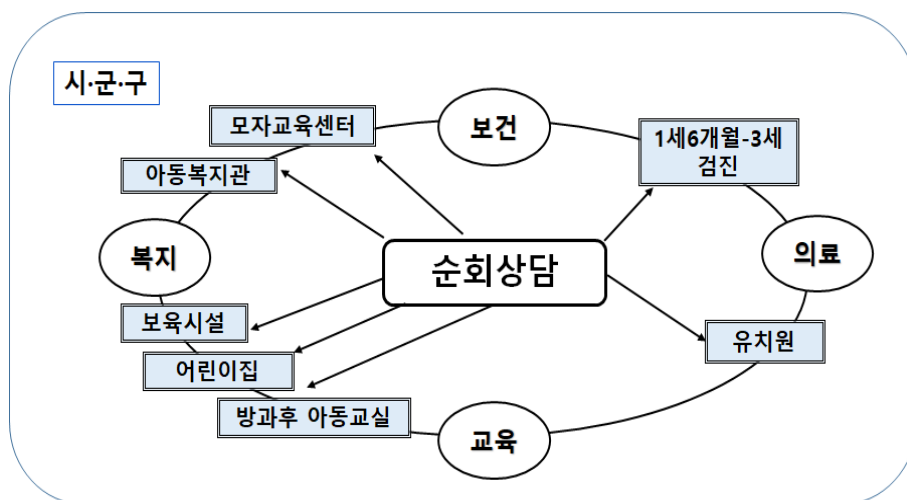 시·군·구
모자교육센터
보건
1세6개월-3세
검진
아동복지관
복지
순회상담
의료
보육시설
유치원
어린이집
방과후 아동교실
교육